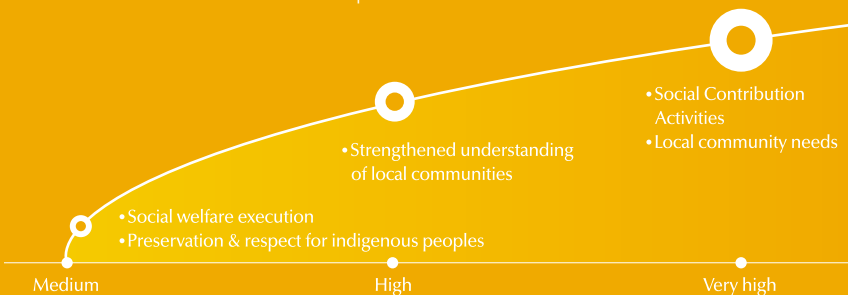 •Social Contribution
Activities
•Local community needs
•Strengthened understanding
of local communities
•Social welfare execution
•Preservation & respect for indigenous peoples
Medium
High
Very high